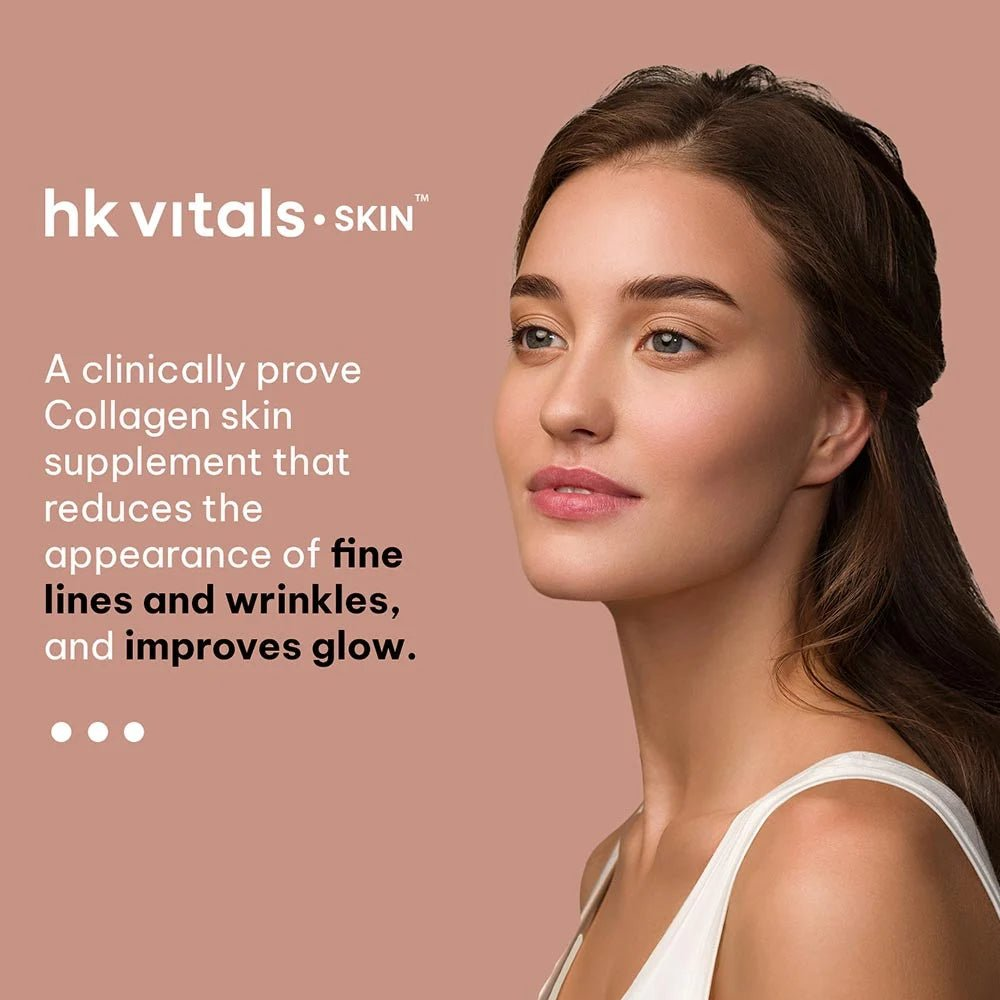 hk vitals • SKIN™
A clinically prove
Collagen skin
supplement that
reduces the
appearance of fine
lines and wrinkles,
and improves glow.